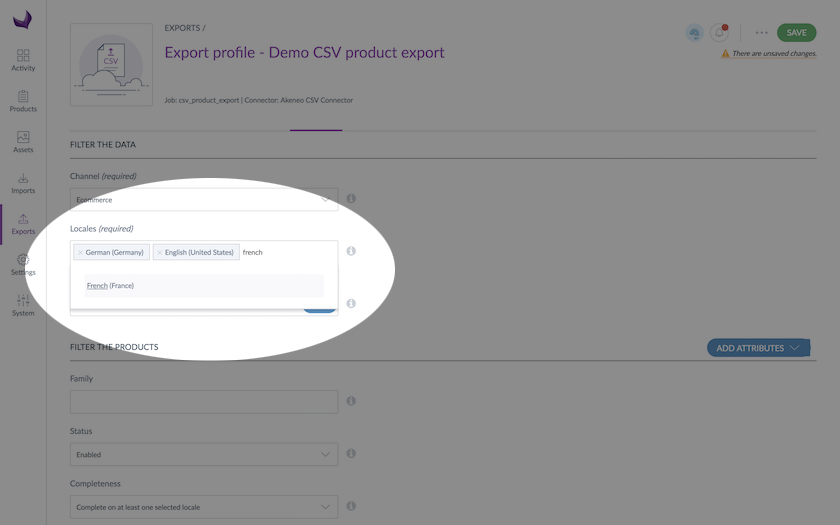 EXPORTS /
Export profile - Demo CSV product export
SAVE
There are unsaved changes.
CSV
Job: csv_product_export | Connector: Akeneo CSV Connector
Activity
Products
Assets
Imports
Exports
Settings
System
FILTER THE DATA
Channel (required)
Ecommerce
Locales (required)
× German (Germany) × English (United States) french
French (France)
FILTER THE PRODUCTS
ADD ATTRIBUTES
Family
Status
Enabled
Completeness
Complete on at least one selected locale